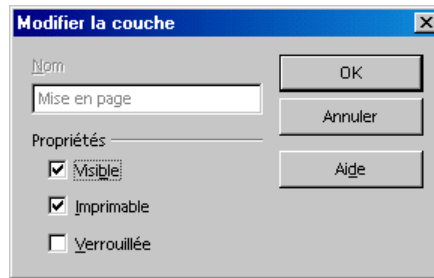 Modifier la couche
Nom
Mise en page
Propriétés
Visible
Imprimable
Verrouillée
OK
Annuler
Aide